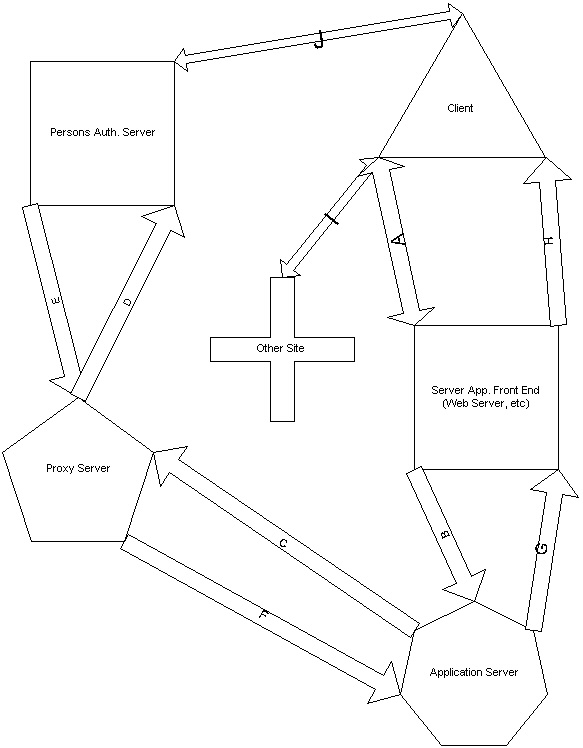 J
Client
Persons Auth. Server
I
A
H
E
D
Other Site
Server App. Front End
(Web Server, etc)
Proxy Server
C
B
G
F
Application Server